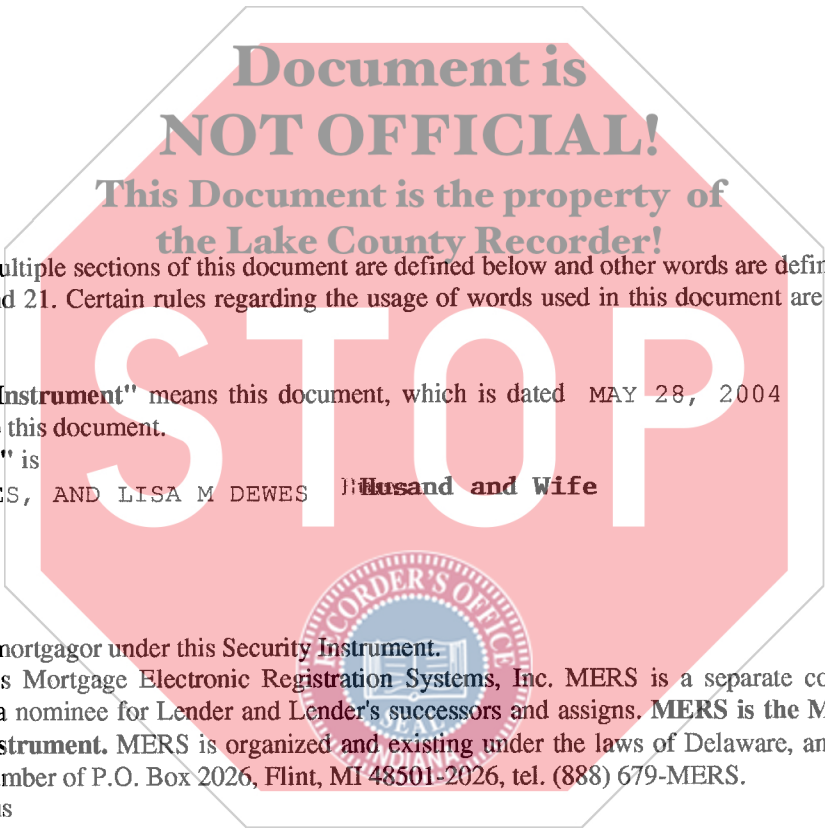 Document is
NOT OFFICIAL!
This Document is the property of
the Lake County Recorder!
ultiple sections of this document are defined below and other words are defin
d 21. Certain rules regarding the usage of words used in this document are
STOP
Instrument" means this document, which is dated MAY 28, 2004
this document.
" is
ES, AND LISA M DEWES Husand and Wife
RECORDER'S OFFICE
mortgagor under this Security Instrument.
s Mortgage Electronic Registration Systems, Inc. MERS is a separate co
a nominee for Lender and Lender's successors and assigns. MERS is the M
strument. MERS is organized and existing under the laws of Delaware, an
mber of P.O. Box 2026, Flint, MI 48501-2026, tel. (888) 679-MERS.
SEAL
INDIANA
is